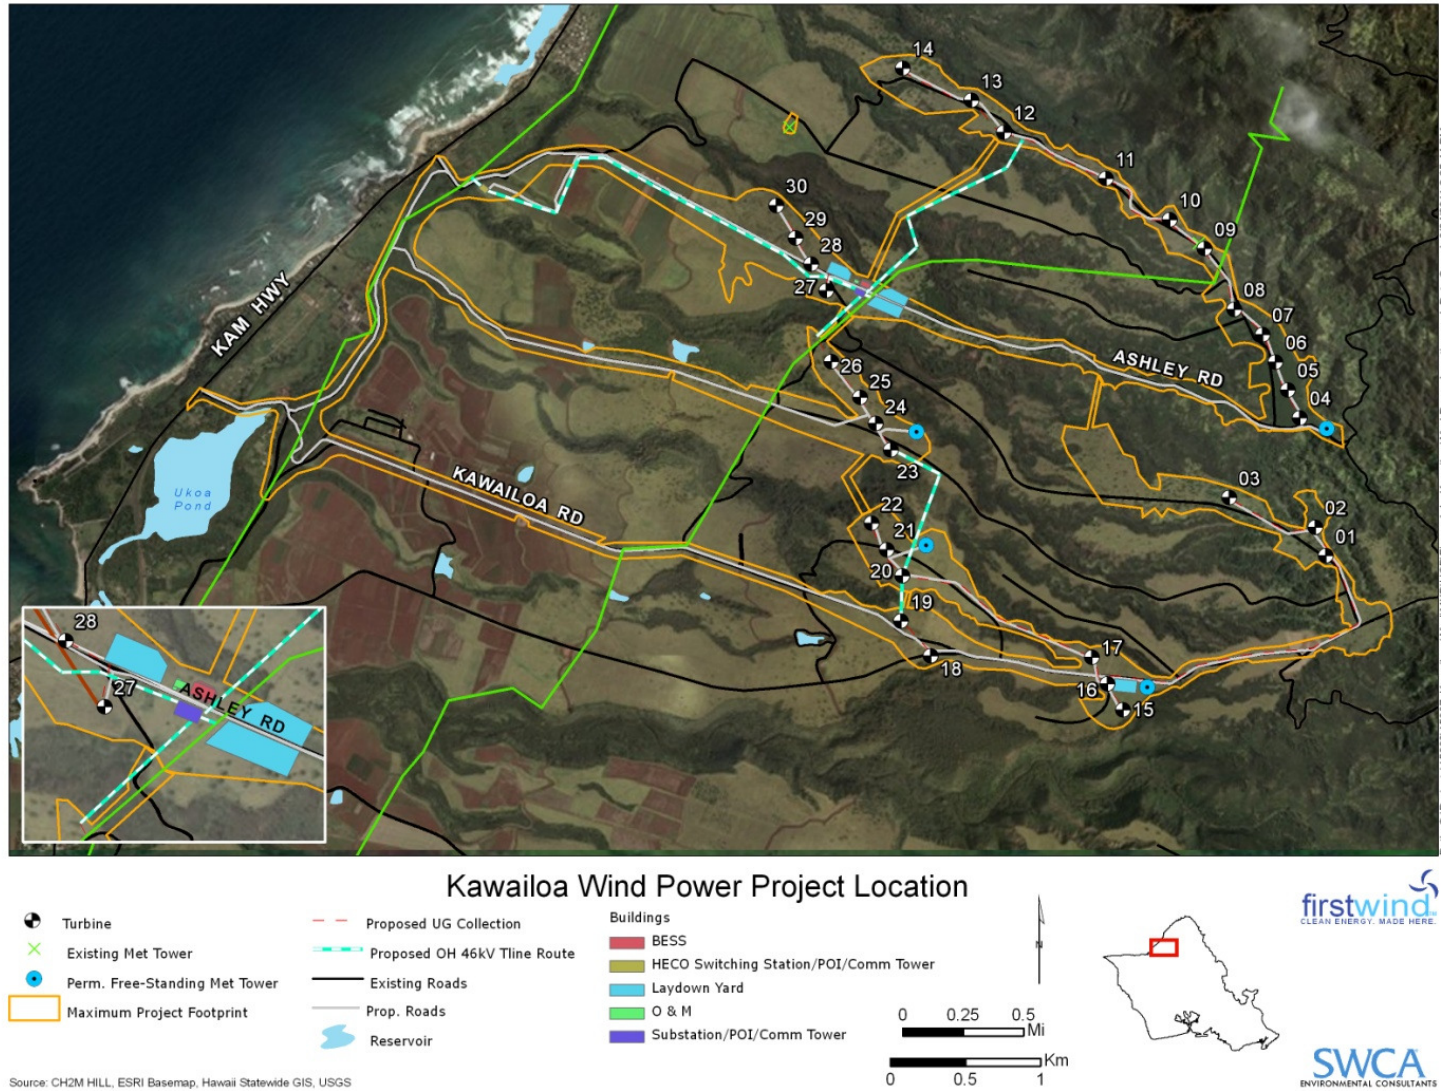 14
13
12
11
10
09
08
07
06
05
04
30
29
28
27
26
25
24
23
22
21
20
19
18
17
16
15
03
02
01
KAM HWY
ASHLEY RD
KAWAILOA RD
Ukoa
Pond
28
27
ASHLEY RD
Kawailoa Wind Power Project Location
Turbine
Existing Met Tower
Perm. Free-Standing Met Tower
Maximum Project Footprint
Proposed UG Collection
Proposed OH 46kV Tline Route
Existing Roads
Prop. Roads
Reservoir
Buildings
BESS
HECO Switching Station/POI/Comm Tower
Laydown Yard
O & M
Substation/POI/Comm Tower
N
0 0.25 0.5
Mi
Km
0 0.5 1
firstwind
CLEAN ENERGY. MADE HERE.
SWCA
ENVIRONMENTAL CONSULTANTS
Source: CH2M HILL, ESRI Basemap, Hawaii Statewide GIS, USGS